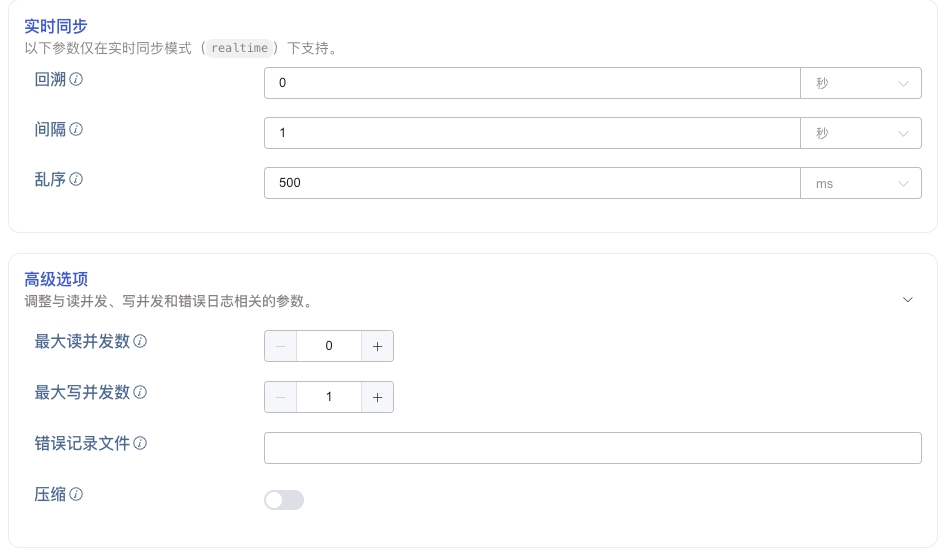 实时同步
以下参数仅在实时同步模式（realtime）下支持。
回溯
0 秒
间隔
1 秒
乱序
500 ms
高级选项
调整与读并发、写并发和错误日志相关的参数。
最大读并发数
− 0 +
最大写并发数
− 1 +
错误记录文件
压缩